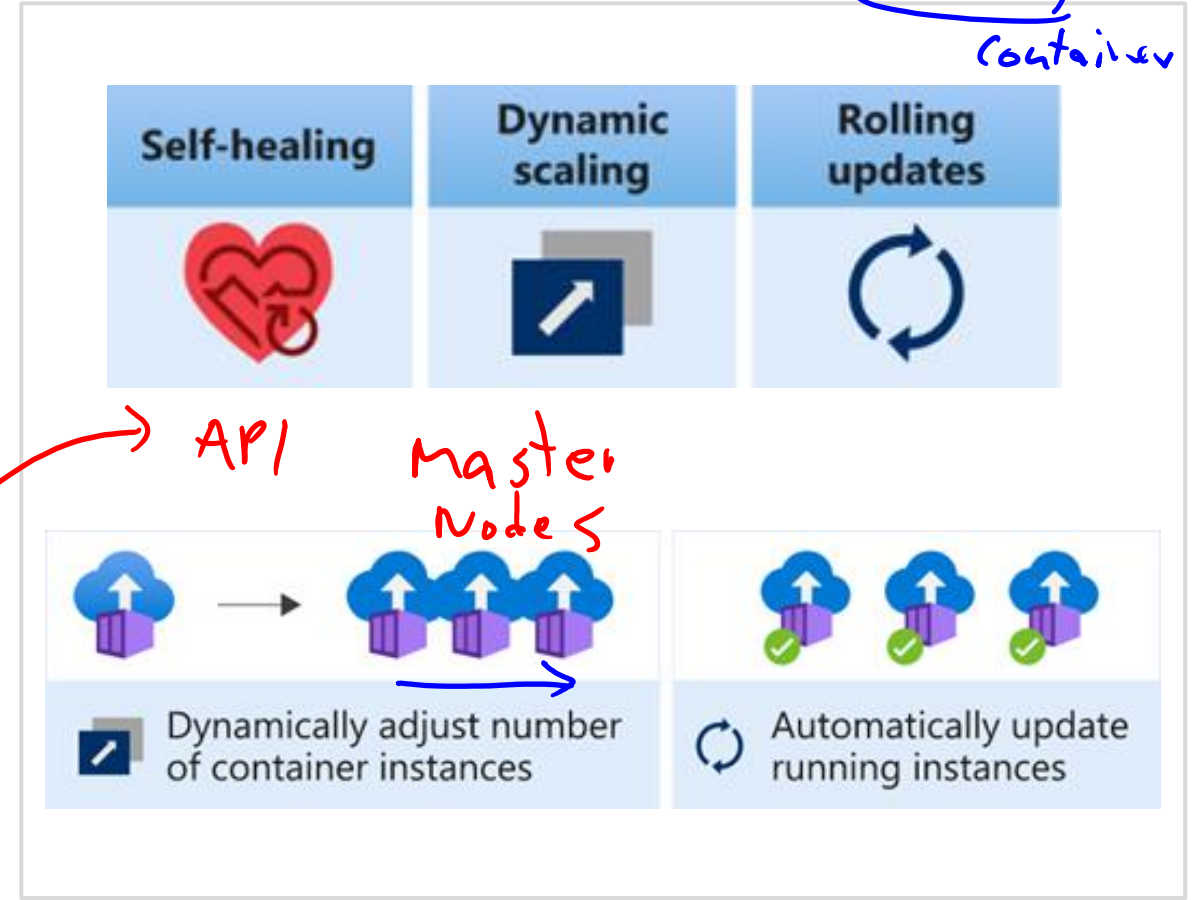 Container
Self-healing
Dynamic
scaling
Rolling
updates
API
Master
Nodes
Dynamically adjust number
of container instances
Automatically update
running instances